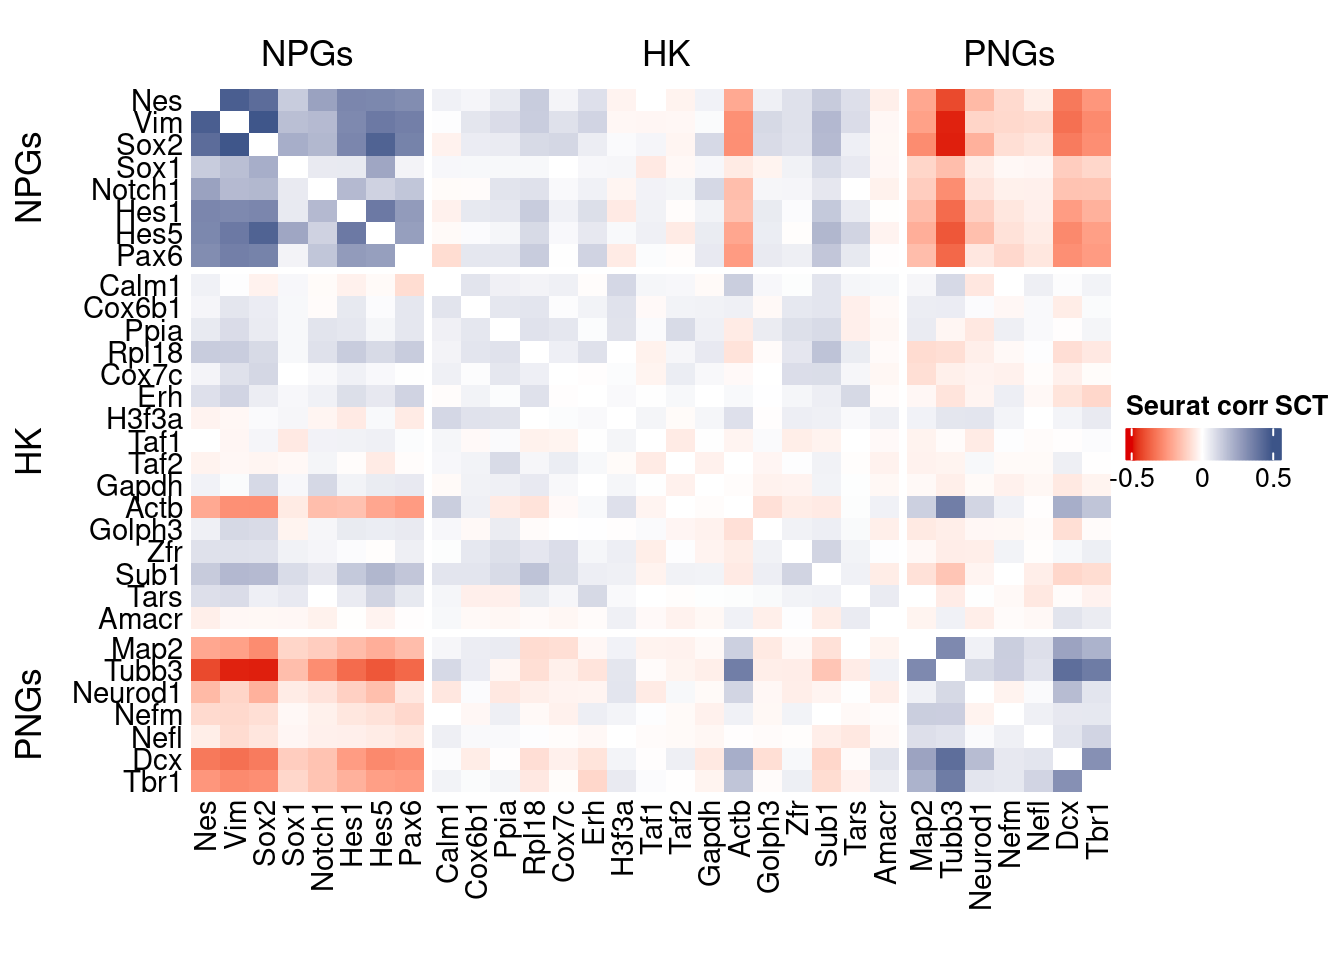 NPGs HK PNGs
NPGs
Nes
Vim
Sox2
Sox1
Notch1
Hes1
Hes5
Pax6
HK
Calm1
Cox6b1
Ppia
Rpl18
Cox7c
Erh
H3f3a
Taf1
Taf2
Gapdh
Actb
Golph3
Zfr
Sub1
Tars
Amacr
PNGs
Map2
Tubb3
Neurod1
Nefm
Nefl
Dcx
Tbr1
Nes Vim Sox2 Sox1 Notch1 Hes1 Hes5 Pax6 Calm1 Cox6b1 Ppia Rpl18 Cox7c Erh H3f3a Taf1 Taf2 Gapdh Actb Golph3 Zfr Sub1 Tars Amacr Map2 Tubb3 Neurod1 Nefm Nefl Dcx Tbr1
Seurat corr SCT
-0.5 0 0.5